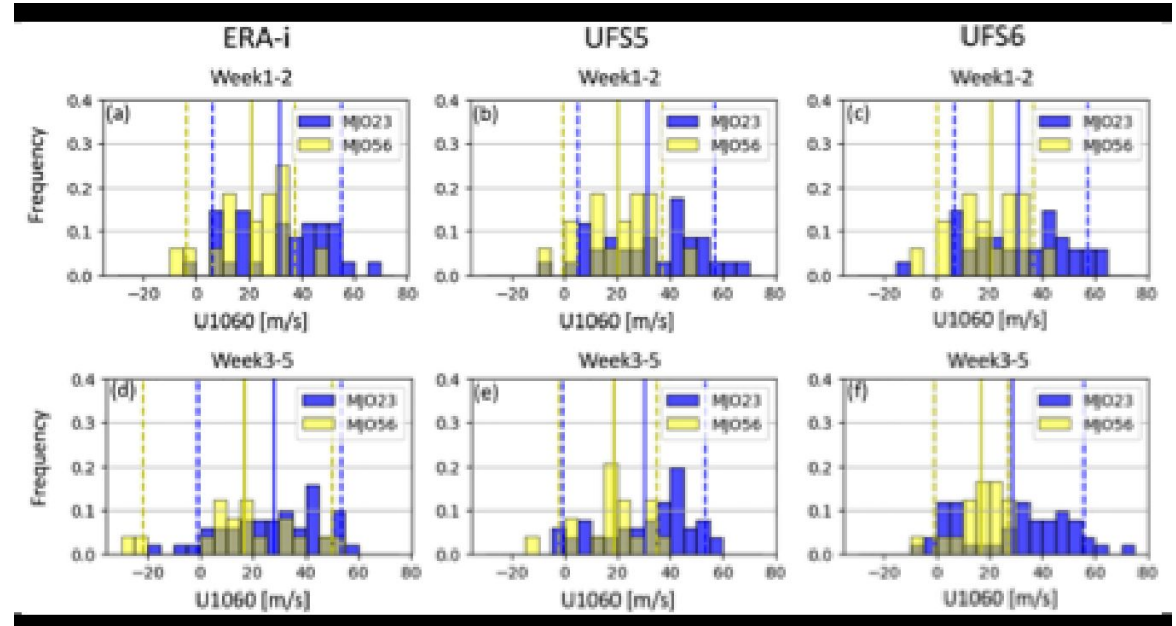 ERA-i UFS5 UFS6
Week1-2 Week1-2 Week1-2
(a) (b) (c)
MJO23 MJO23 MJO23
MJO56 MJO56 MJO56
Frequency
0.4 0.4 0.4
0.3 0.3 0.3
0.2 0.2 0.2
0.1 0.1 0.1
0.0 0.0 0.0
−20 0 20 40 60 80 −20 0 20 40 60 80 −20 0 20 40 60 80
U1060 [m/s] U1060 [m/s] U1060 [m/s]
Week3-5 Week3-5 Week3-5
(d) (e) (f)
MJO23 MJO23 MJO23
MJO56 MJO56 MJO56
Frequency
0.4 0.4 0.4
0.3 0.3 0.3
0.2 0.2 0.2
0.1 0.1 0.1
0.0 0.0 0.0
−20 0 20 40 60 80 −20 0 20 40 60 80 −20 0 20 40 60 80
U1060 [m/s] U1060 [m/s] U1060 [m/s]